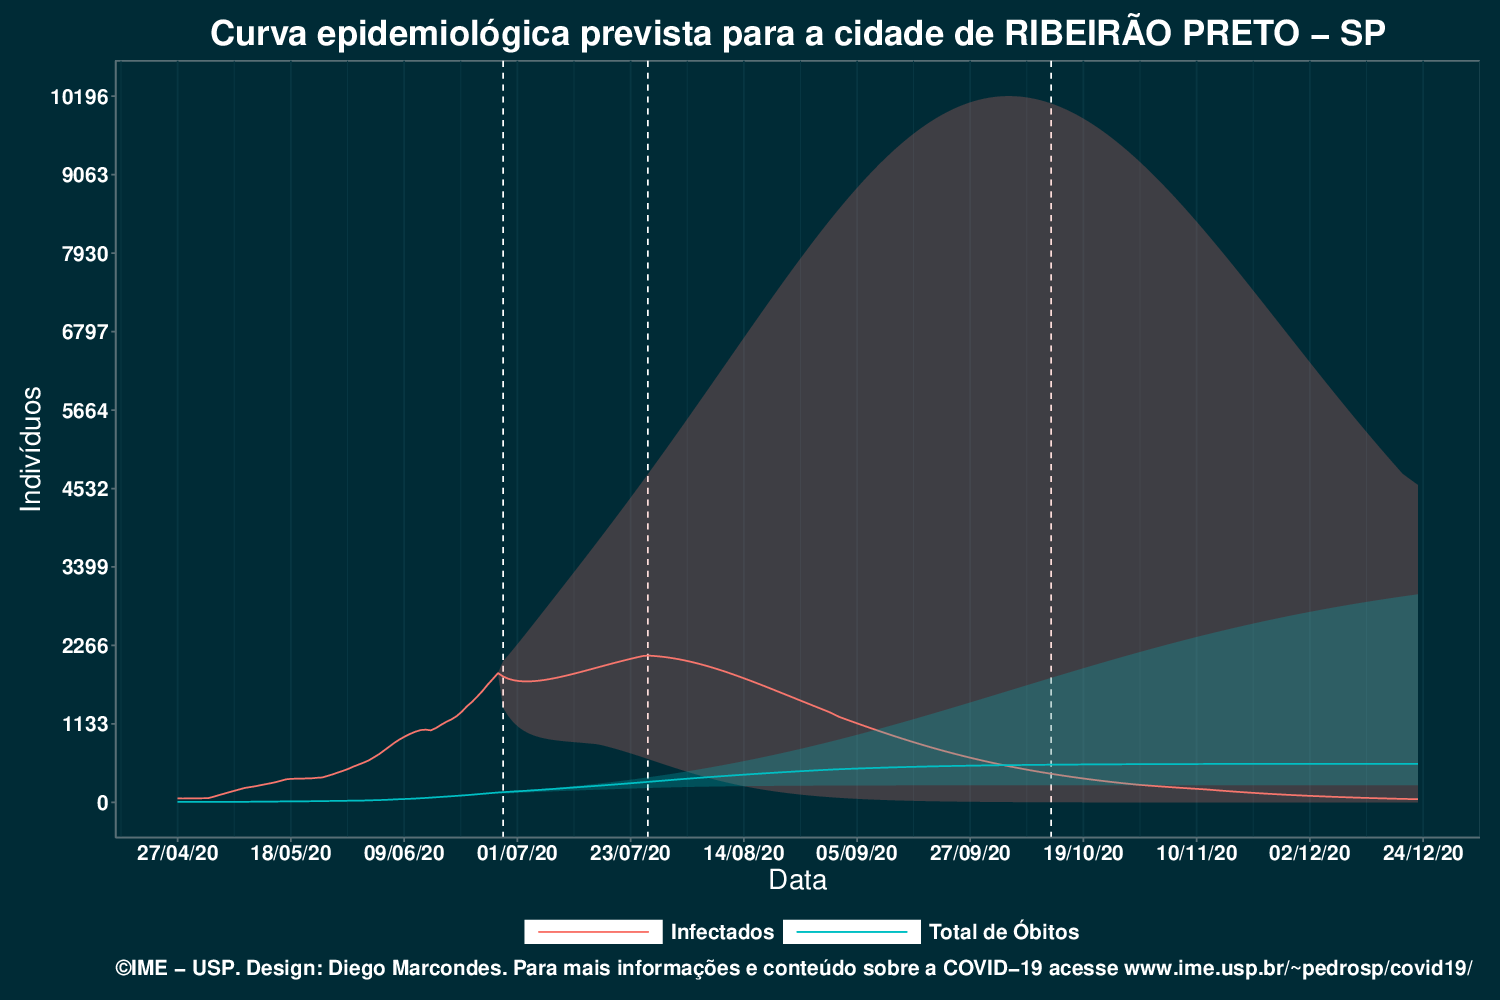 Curva epidemiológica prevista para a cidade de RIBEIRÃO PRETO – SP
10196
9063
7930
6797
5664
4532
3399
2266
1133
0
Indivíduos
27/04/20 18/05/20 09/06/20 01/07/20 23/07/20 14/08/20 05/09/20 27/09/20 19/10/20 10/11/20 02/12/20 24/12/20
Data
Infectados Total de Óbitos
©IME – USP. Design: Diego Marcondes. Para mais informações e conteúdo sobre a COVID–19 acesse www.ime.usp.br/~pedrosp/covid19/